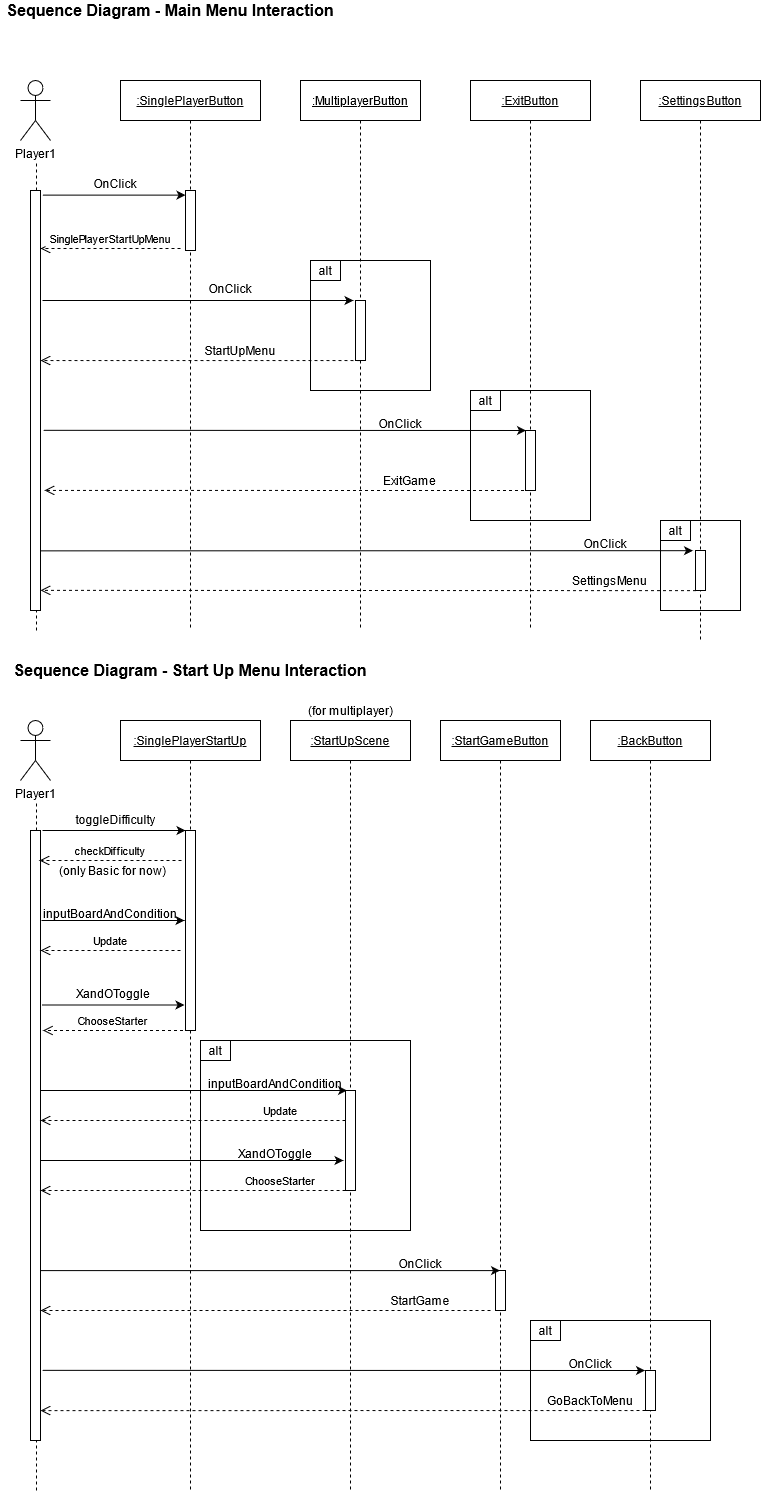 Sequence Diagram - Main Menu Interaction
:SinglePlayerButton
:MultiplayerButton
:ExitButton
:SettingsButton
Player1
OnClick
SinglePlayerStartUpMenu
alt
OnClick
StartUpMenu
alt
OnClick
ExitGame
alt
OnClick
SettingsMenu
Sequence Diagram - Start Up Menu Interaction
(for multiplayer)
:SinglePlayerStartUp
:StartUpScene
:StartGameButton
:BackButton
Player1
toggleDifficulty
checkDifficulty
(only Basic for now)
inputBoardAndCondition
Update
XandOToggle
ChooseStarter
alt
inputBoardAndCondition
Update
XandOToggle
ChooseStarter
OnClick
StartGame
alt
OnClick
GoBackToMenu